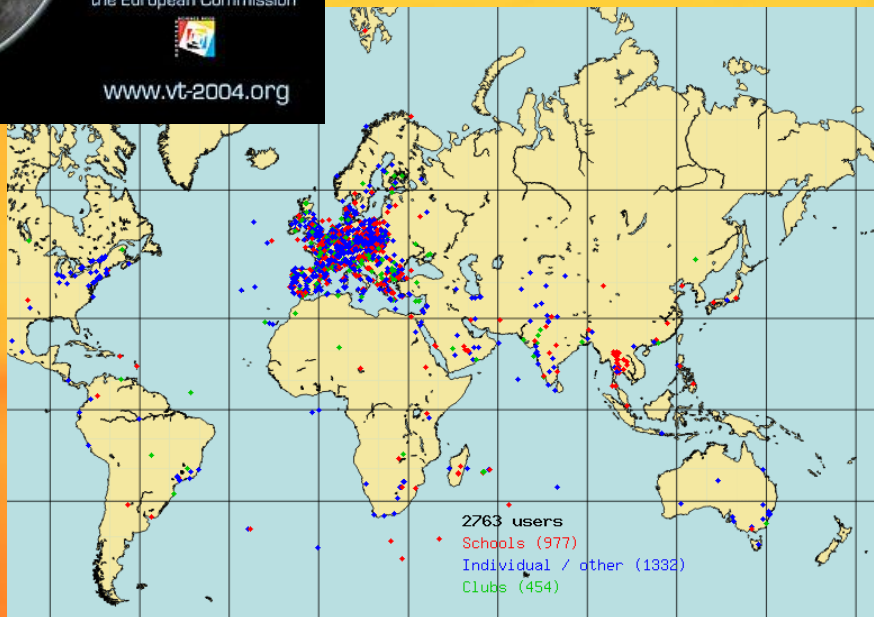 the European Commission
www.vt-2004.org
2763 users
Schools (977)
Individual / other (1332)
Clubs (454)